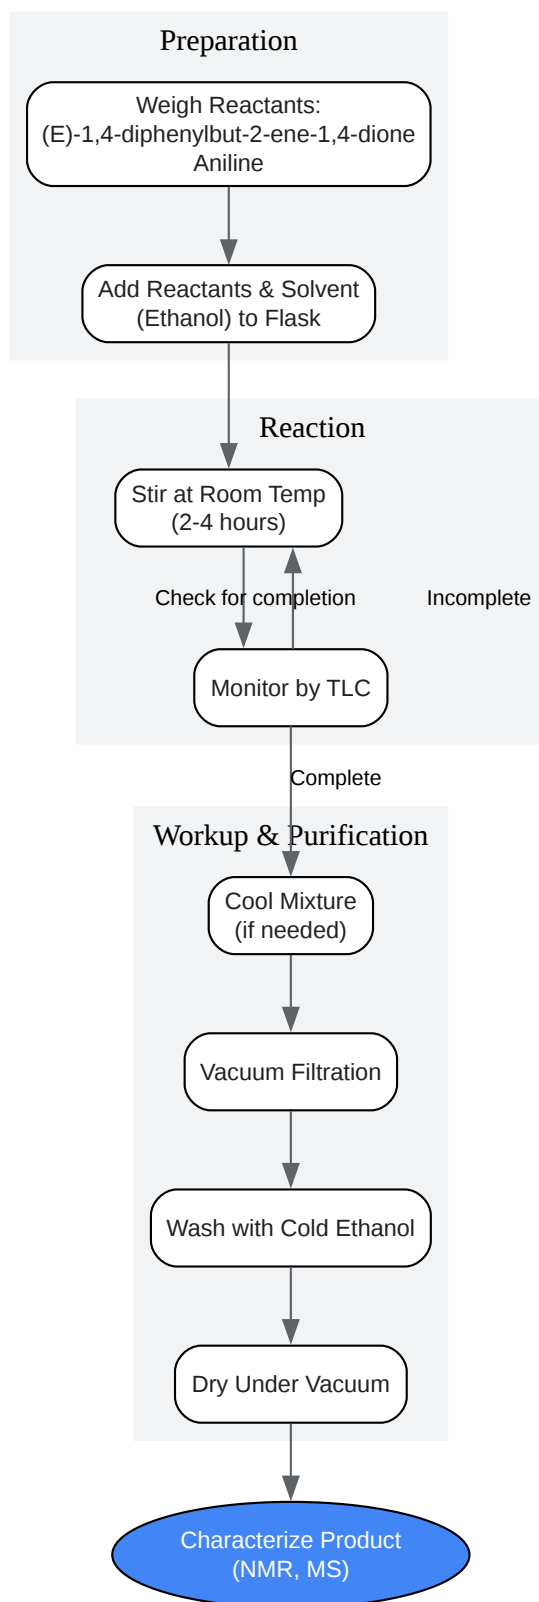 Preparation
Weigh Reactants:
(E)-1,4-diphenylbut-2-ene-1,4-dione
Aniline
Add Reactants & Solvent
(Ethanol) to Flask
Reaction
Stir at Room Temp
(2-4 hours)
Check for completion
Incomplete
Monitor by TLC
Complete
Workup & Purification
Cool Mixture
(if needed)
Vacuum Filtration
Wash with Cold Ethanol
Dry Under Vacuum
Characterize Product
(NMR, MS)